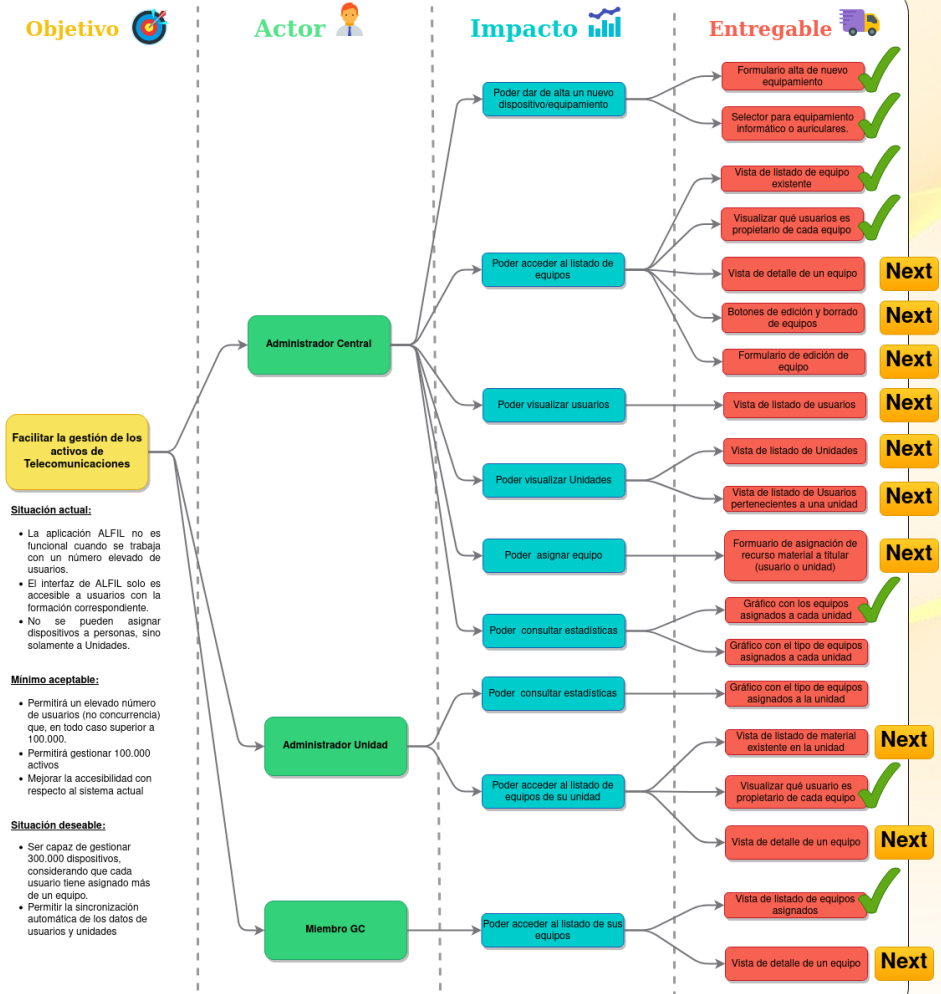 Objetivo
Actor
Impacto
Entregable
Facilitar la gestión de los
activos de
Telecomunicaciones
Situación actual:
• La aplicación ALFIL no es
funcional cuando se trabaja
con un número elevado de
usuarios.
• El interfaz de ALFIL solo es
accesible a usuarios con la
formación correspondiente.
• No se pueden asignar
dispositivos a personas, sino
solamente a Unidades.
Mínimo aceptable:
• Permitirá un elevado número
de usuarios (no concurrencia)
que, en todo caso superior a
100.000.
• Permitirá gestionar 100.000
activos
• Mejorar la accesibilidad con
respecto al sistema actual
Situación deseable:
• Ser capaz de gestionar
300.000 dispositivos,
considerando que cada
usuario tiene asignado más
de un equipo.
• Permitir la sincronización
automática de los datos de
usuarios y unidades
Administrador Central
Poder dar de alta un nuevo
dispositivo/equipamiento
Formulario alta de nuevo
equipamiento
Selector para equipamiento
informático o auriculares.
Poder acceder al listado de
equipos
Vista de listado de equipo
existente
Visualizar qué usuarios es
propietario de cada equipo
Vista de detalle de un equipo
Next
Botones de edición y borrado
de equipos
Next
Formulario de edición de
equipo
Next
Poder visualizar usuarios
Vista de listado de usuarios
Next
Poder visualizar Unidades
Vista de listado de Unidades
Next
Vista de listado de Usuarios
pertenecientes a una unidad
Next
Poder asignar equipo
Formuario de asignación de
recurso material a titular
(usuario o unidad)
Next
Poder consultar estadísticas
Gráfico con los equipos
asignados a cada unidad
Gráfico con el tipo de equipos
asignados a cada unidad
Administrador Unidad
Poder consultar estadísticas
Gráfico con el tipo de equipos
asignados a la unidad
Poder acceder al listado de
equipos de su unidad
Vista de listado de material
existente en la unidad
Next
Visualizar qué usuario es
propietario de cada equipo
Vista de detalle de un equipo
Next
Miembro GC
Poder acceder al listado de sus
equipos
Vista de listado de equipos
asignados
Vista de detalle de un equipo
Next